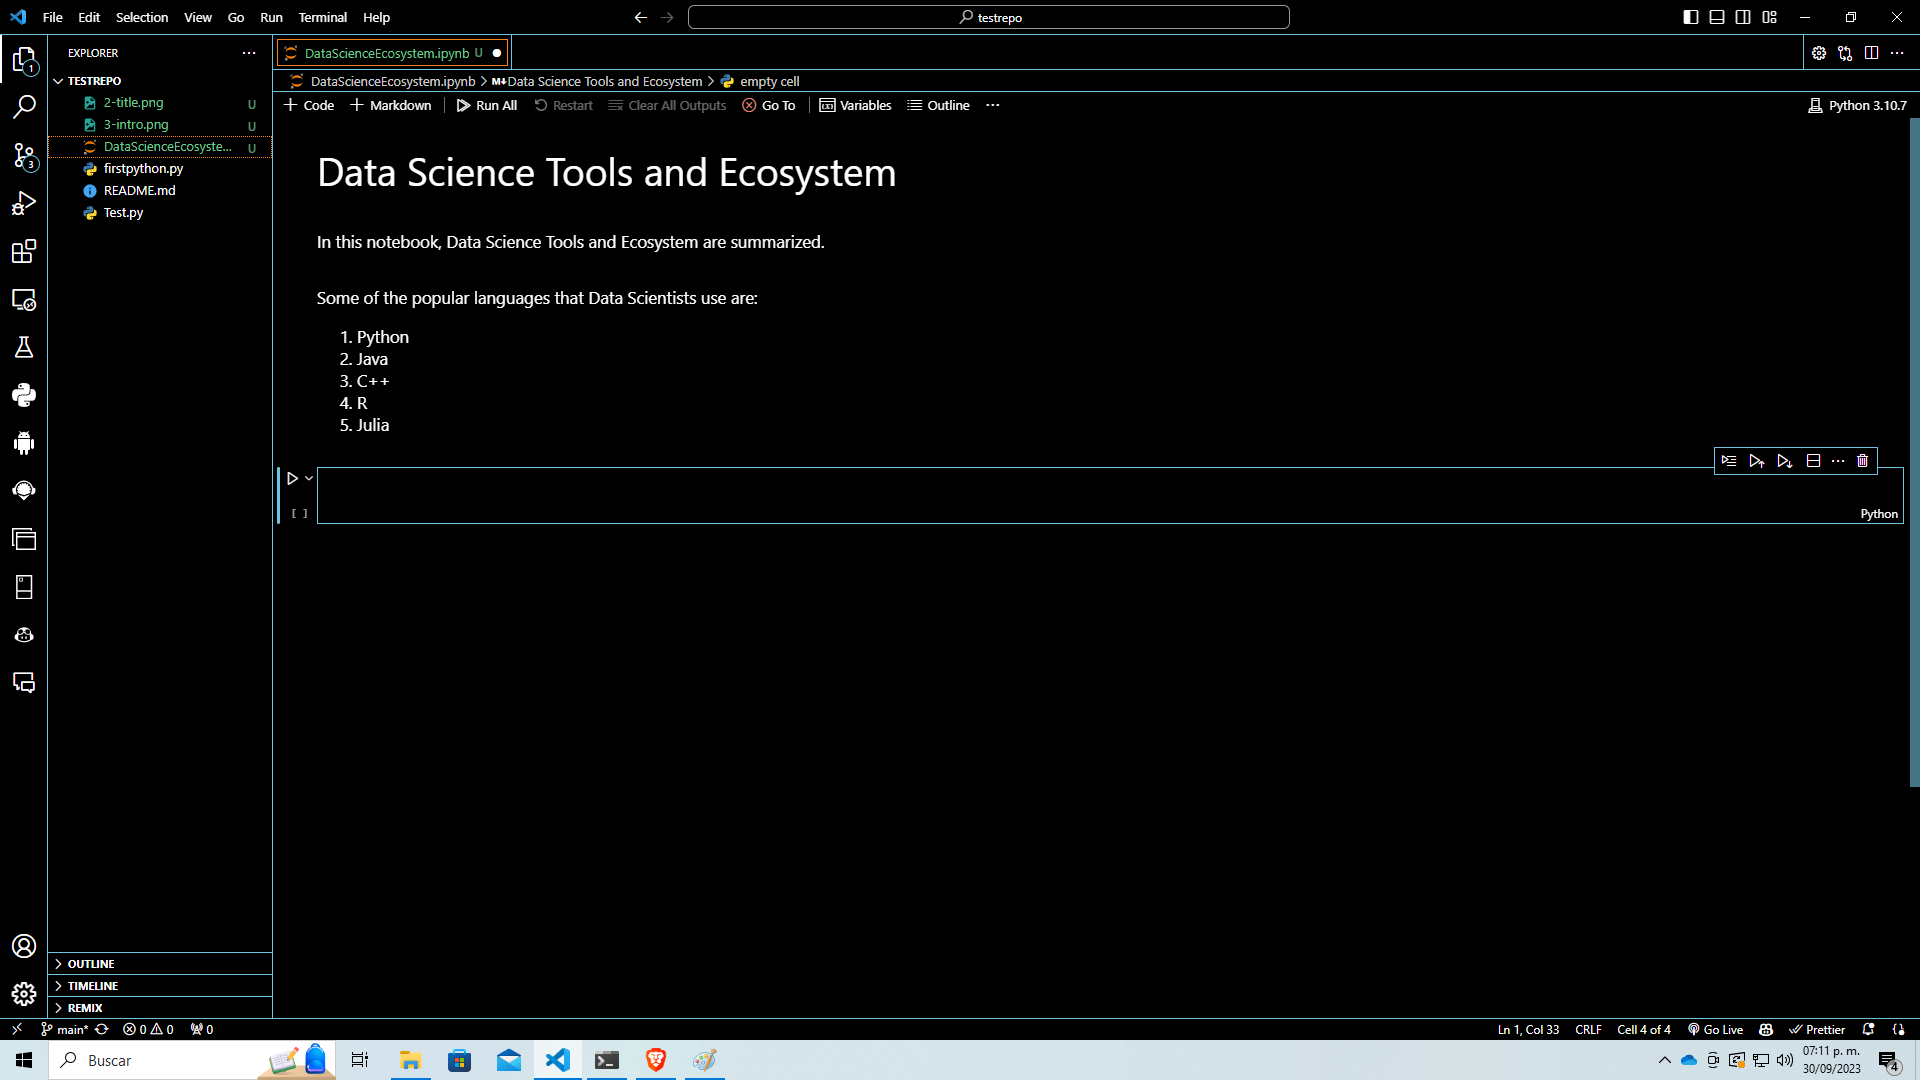 File Edit Selection View Go Run Terminal Help
testrepo
EXPLORER
TESTREPO
2-title.png U
3-intro.png U
DataScienceEcosyste... U
firstpython.py
README.md
Test.py
OUTLINE
TIMELINE
REMIX
1
3
DataScienceEcosystem.ipynb U
DataScienceEcosystem.ipynb > M↓Data Science Tools and Ecosystem > empty cell
+ Code + Markdown Run All Restart Clear All Outputs Go To Variables Outline ... Python 3.10.7
Data Science Tools and Ecosystem
In this notebook, Data Science Tools and Ecosystem are summarized.
Some of the popular languages that Data Scientists use are:
1. Python
2. Java
3. C++
4. R
5. Julia
[ ]
Python
main* 0 0 0 Ln 1, Col 33 CRLF Cell 4 of 4 Go Live Prettier
Buscar
07:11 p. m.
30/09/2023
4